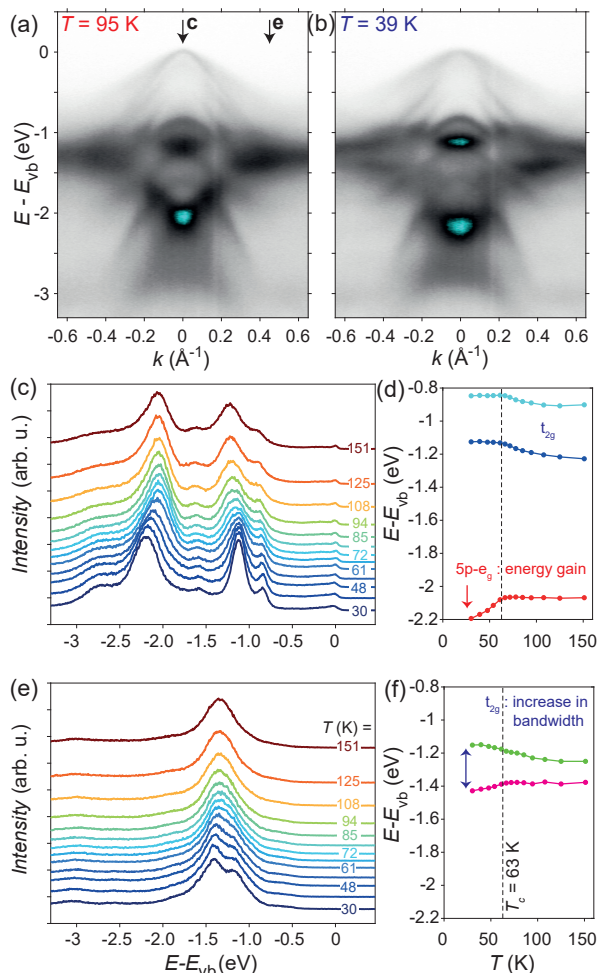 (a) T = 95 K c e (b) T = 39 K
0
-1
-2
-3
E - E_vb (eV)
-0.6 -0.4 -0.2 0 0.2 0.4 0.6
k (Å⁻¹)
-0.6 -0.4 -0.2 0 0.2 0.4 0.6
k (Å⁻¹)
(c)
Intensity (arb. u.)
151
125
108
94
85
72
61
48
30
-3 -2.5 -2.0 -1.5 -1.0 -0.5 0
(d)
-0.8
-1
-1.2
-1.4
-1.6
-1.8
-2
-2.2
E-E_vb (eV)
t_2g
5p-e_g : energy gain
0 50 100 150
(e)
Intensity (arb. u.)
T (K) =
151
125
108
94
85
72
61
48
30
-3 -2.5 -2.0 -1.5 -1.0 -0.5 0
E-E_vb (eV)
(f)
-0.8
-1
-1.2
-1.4
-1.6
-1.8
-2
-2.2
E-E_vb (eV)
t_2g : increase in
bandwidth
T_c = 63 K
0 50 100 150
T (K)